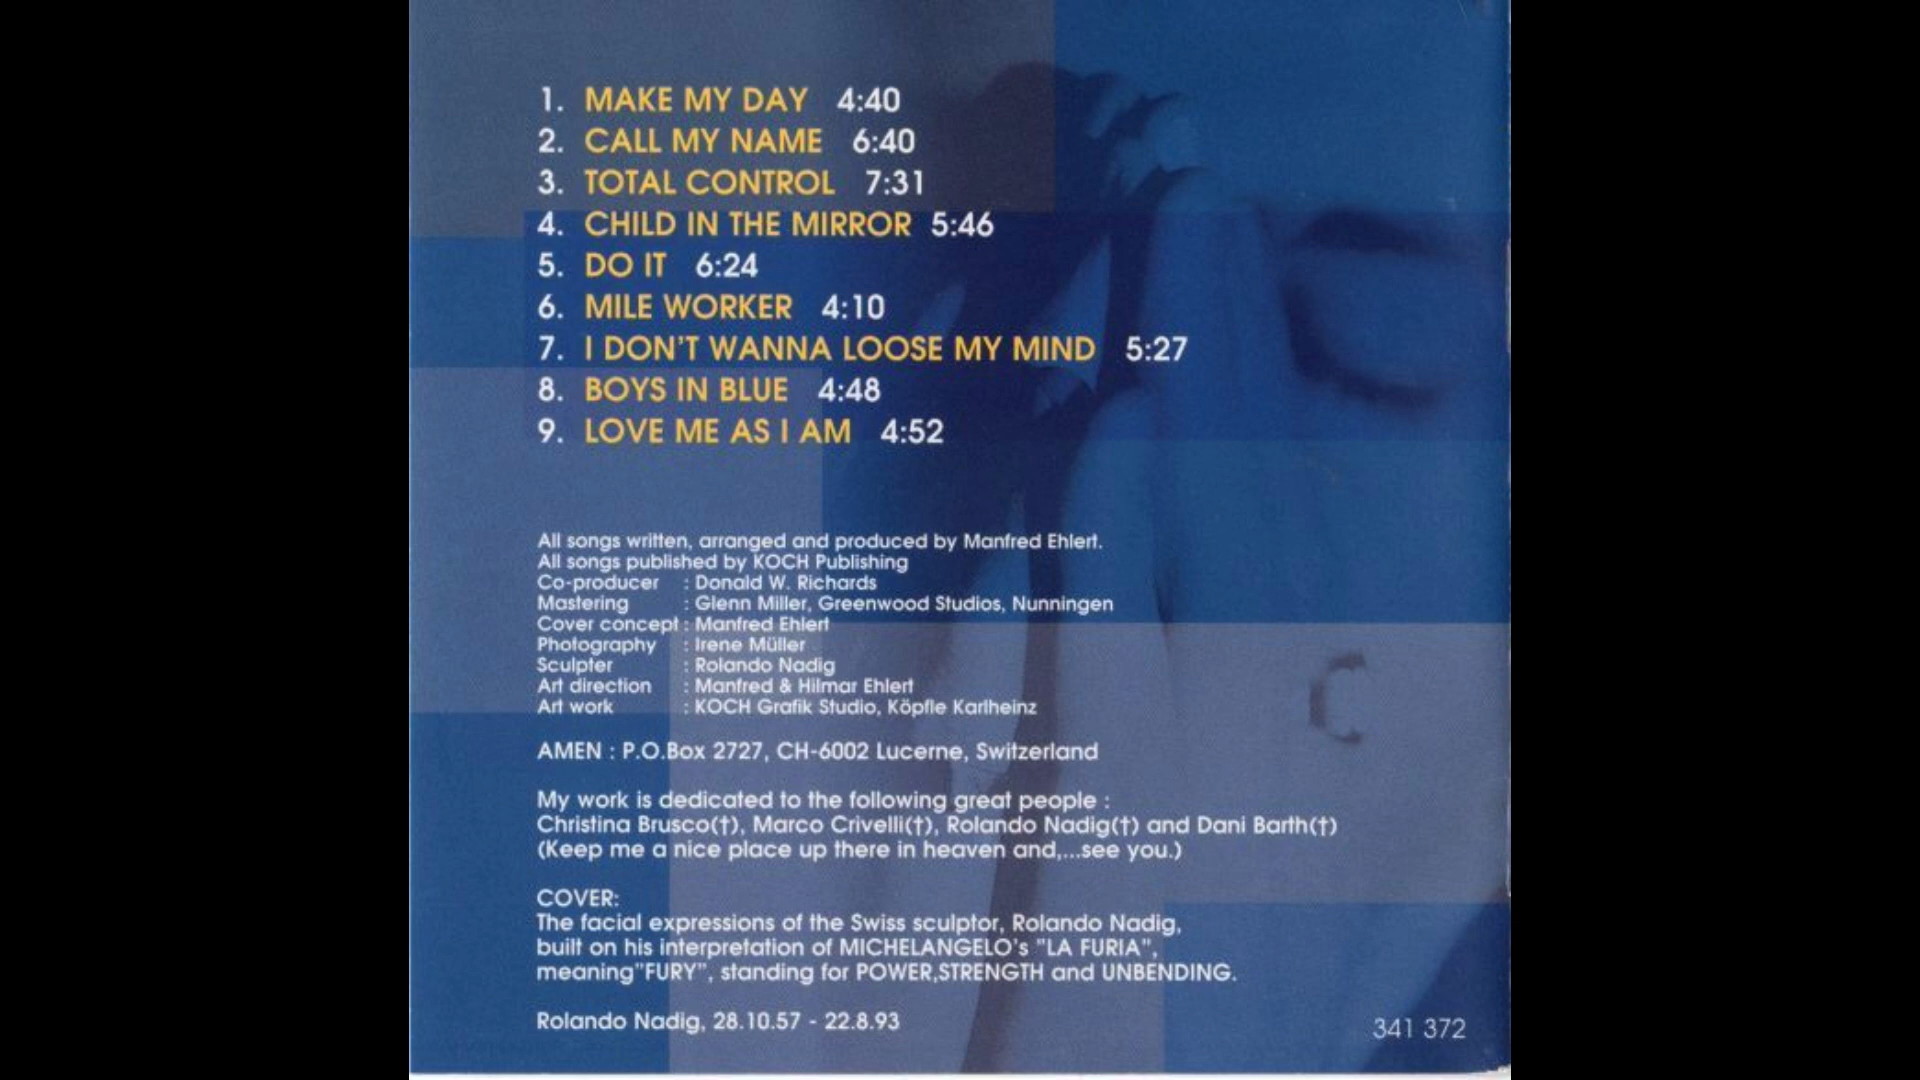 1. MAKE MY DAY 4:40
2. CALL MY NAME 6:40
3. TOTAL CONTROL 7:31
4. CHILD IN THE MIRROR 5:46
5. DO IT 6:24
6. MILE WORKER 4:10
7. I DON'T WANNA LOOSE MY MIND 5:27
8. BOYS IN BLUE 4:48
9. LOVE ME AS I AM 4:52
All songs written, arranged and produced by Manfred Ehlert.
All songs published by KOCH Publishing
Co-producer : Donald W. Richards
Mastering : Glenn Miller, Greenwood Studios, Nunningen
Cover concept : Manfred Ehlert
Photography : Irene Müller
Sculpter : Rolando Nadig
Art direction : Manfred & Hilmar Ehlert
Art work : KOCH Grafik Studio, Köpfle Karlheinz
AMEN : P.O.Box 2727, CH-6002 Lucerne, Switzerland
My work is dedicated to the following great people :
Christina Brusco(†), Marco Crivelli(†), Rolando Nadig(†) and Dani Barth(†)
(Keep me a nice place up there in heaven and,...see you.)
COVER:
The facial expressions of the Swiss sculptor, Rolando Nadig,
built on his interpretation of MICHELANGELO's "LA FURIA",
meaning"FURY", standing for POWER,STRENGTH and UNBENDING.
Rolando Nadig, 28.10.57 - 22.8.93
341 372